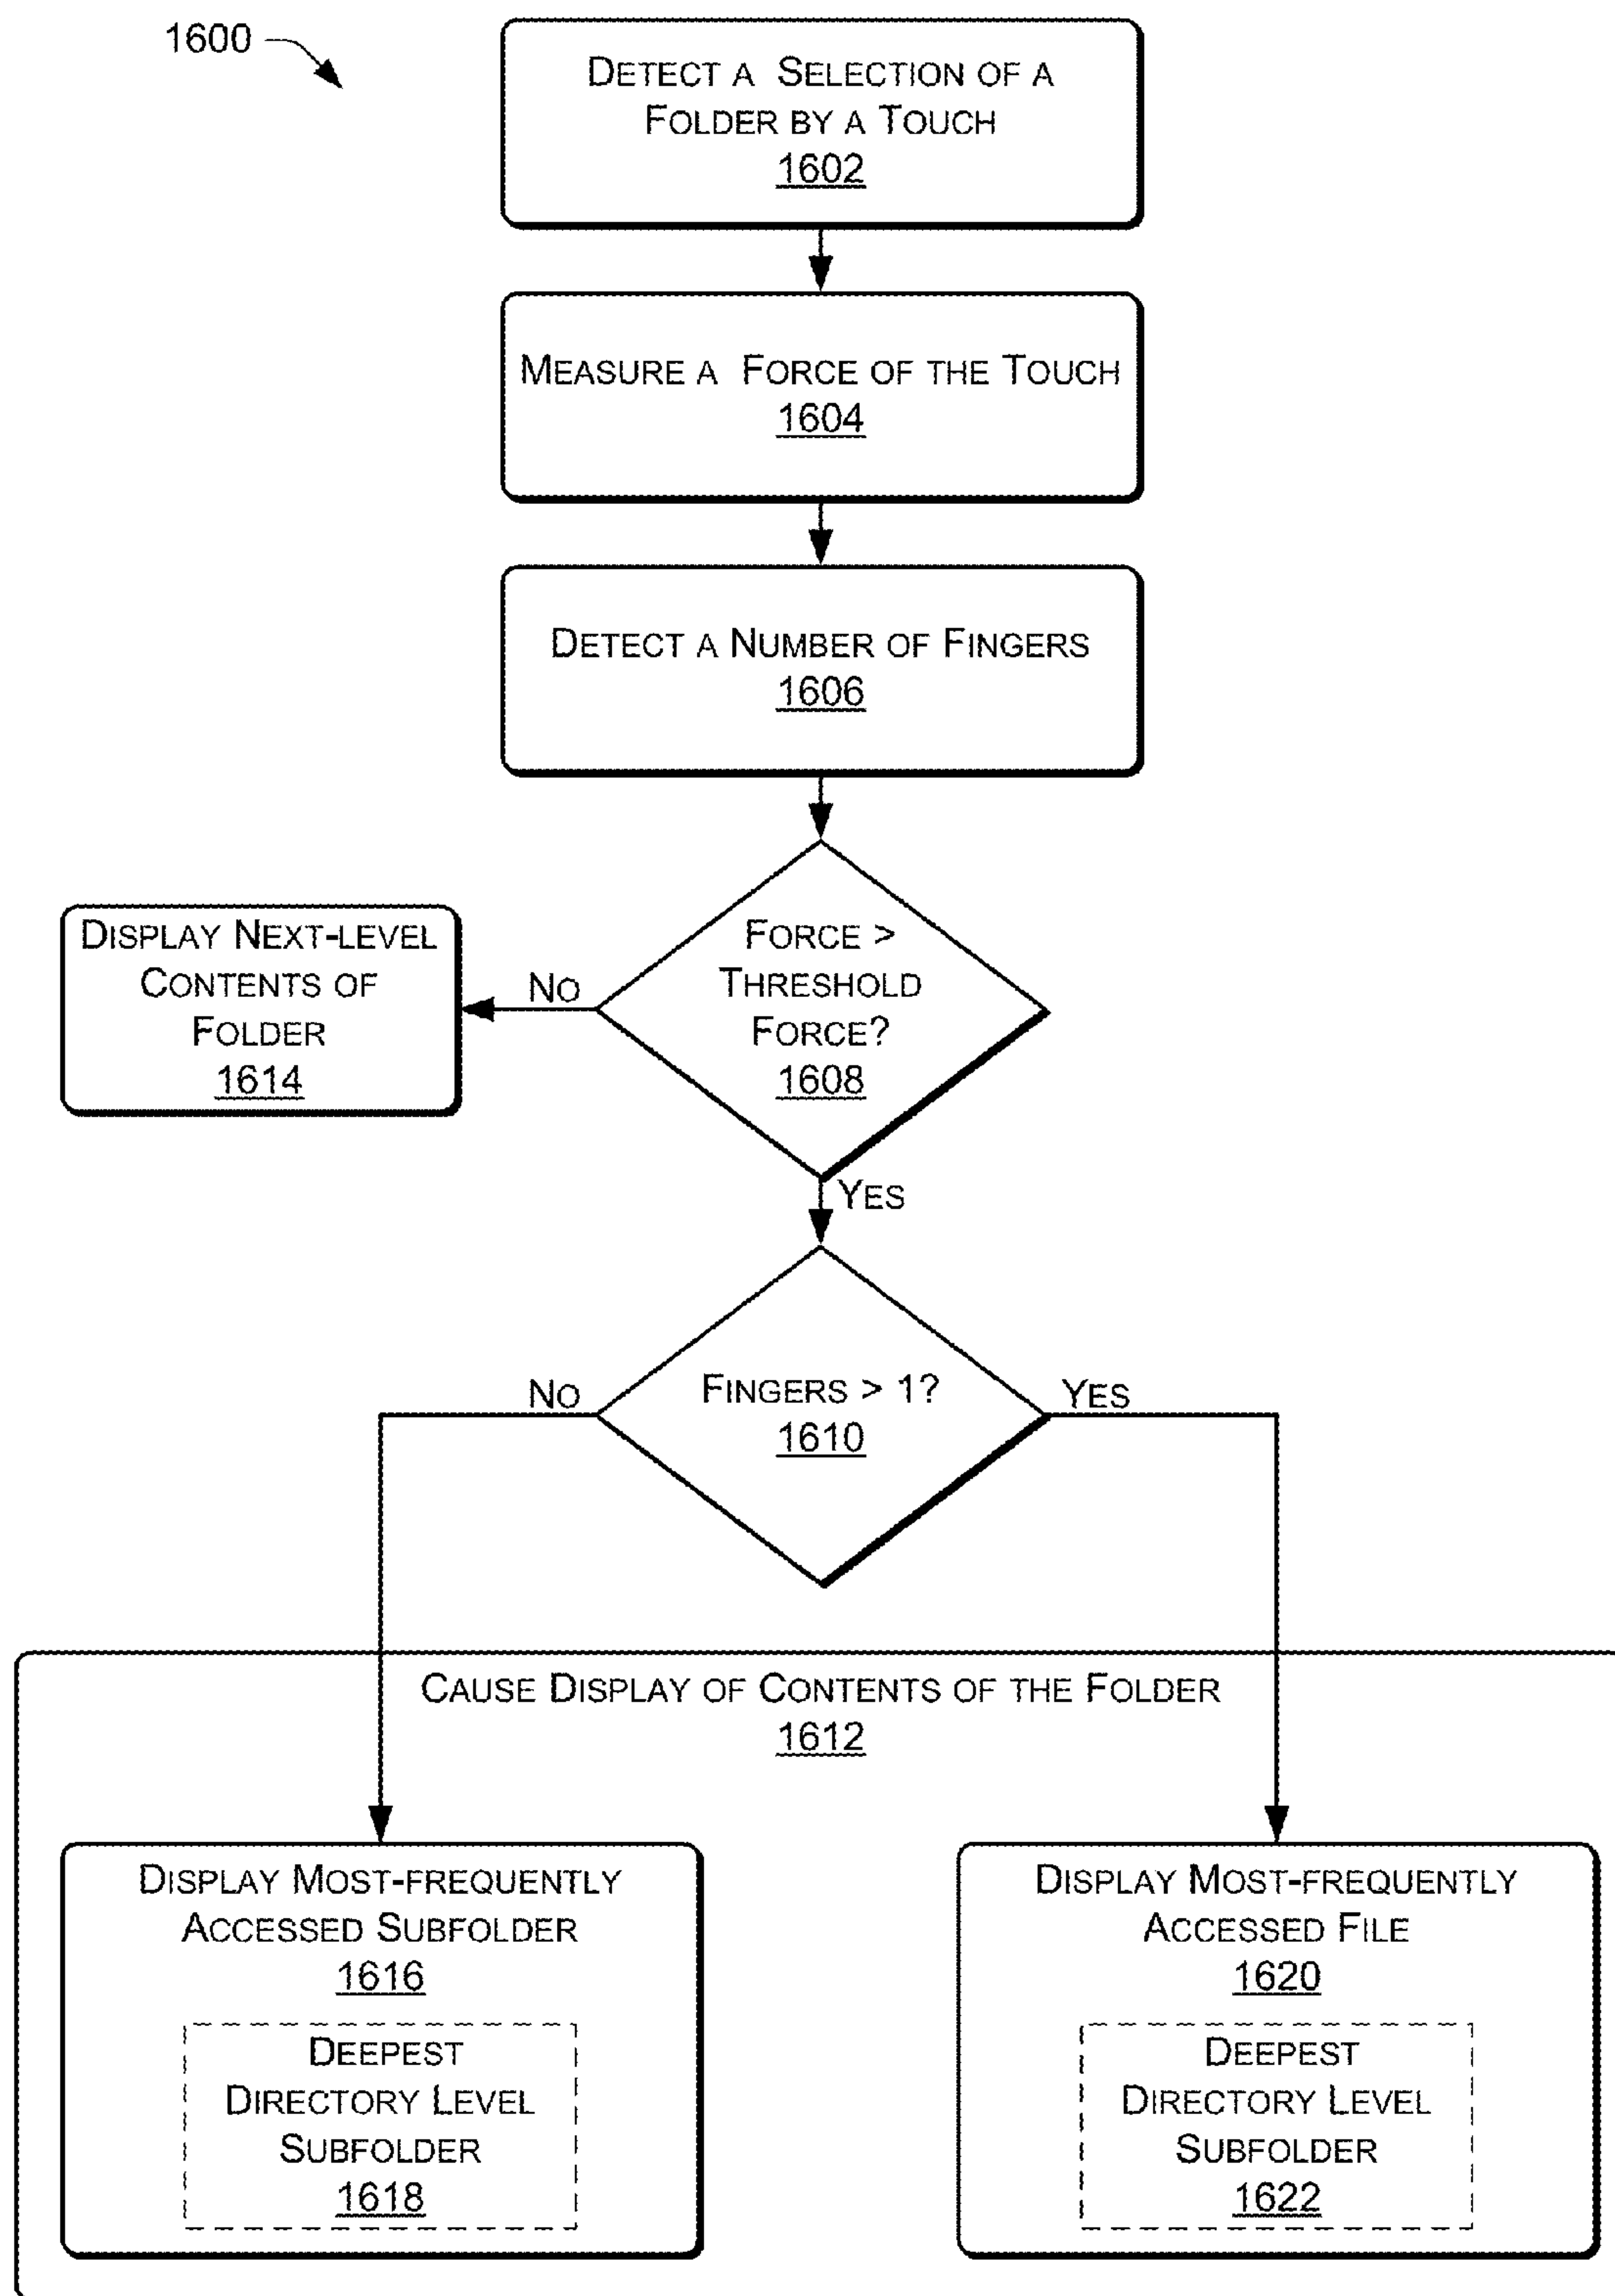 1600
DETECT A SELECTION OF A
FOLDER BY A TOUCH
1602
MEASURE A FORCE OF THE TOUCH
1604
DETECT A NUMBER OF FINGERS
1606
FORCE >
THRESHOLD
FORCE?
1608
NO
DISPLAY NEXT-LEVEL
CONTENTS OF
FOLDER
1614
YES
FINGERS > 1?
1610
NO
YES
CAUSE DISPLAY OF CONTENTS OF THE FOLDER
1612
DISPLAY MOST-FREQUENTLY
ACCESSED SUBFOLDER
1616
DEEPEST
DIRECTORY LEVEL
SUBFOLDER
1618
DISPLAY MOST-FREQUENTLY
ACCESSED FILE
1620
DEEPEST
DIRECTORY LEVEL
SUBFOLDER
1622